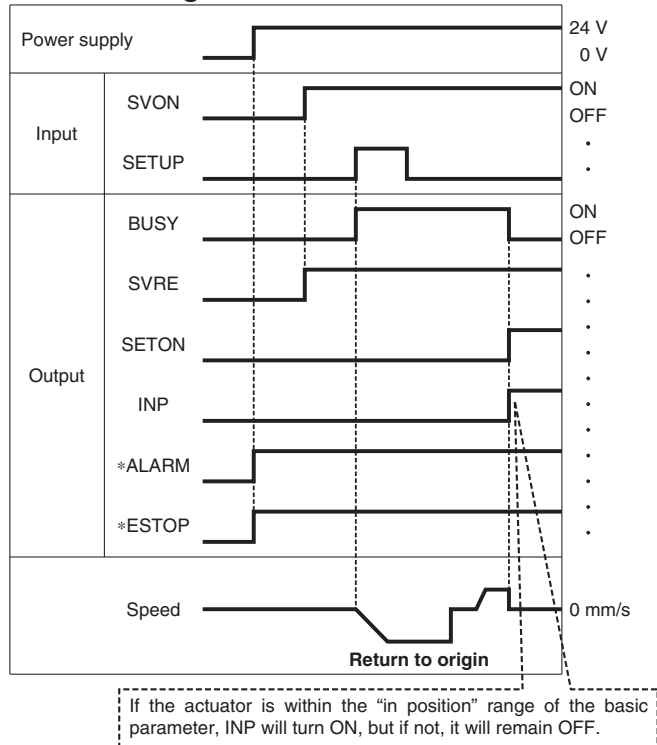 Power supply
24 V
0 V
Input
SVON
ON
OFF
SETUP
Output
BUSY
ON
OFF
SVRE
SETON
INP
*ALARM
*ESTOP
Speed
0 mm/s
Return to origin
If the actuator is within the “in position” range of the basic
parameter, INP will turn ON, but if not, it will remain OFF.